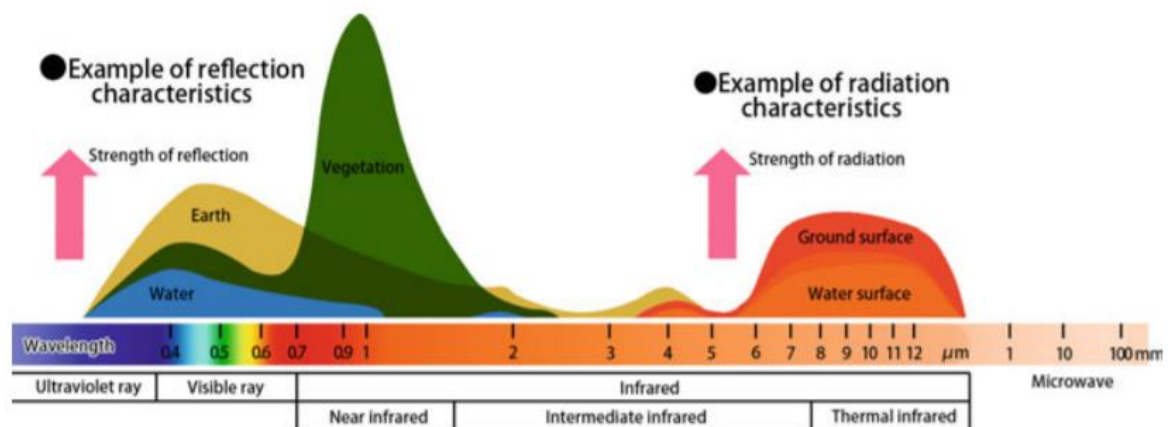 ●Example of reflection
characteristics
●Example of radiation
characteristics
Strength of reflection
Strength of radiation
Vegetation
Earth
Water
Ground surface
Water surface
Wavelength 0.4 0.5 0.6 0.7 0.9 1 2 3 4 5 6 7 8 9 10 11 12 μm 1 10 100 mm
Ultraviolet ray Visible ray Infrared Microwave
Near infrared Intermediate infrared Thermal infrared